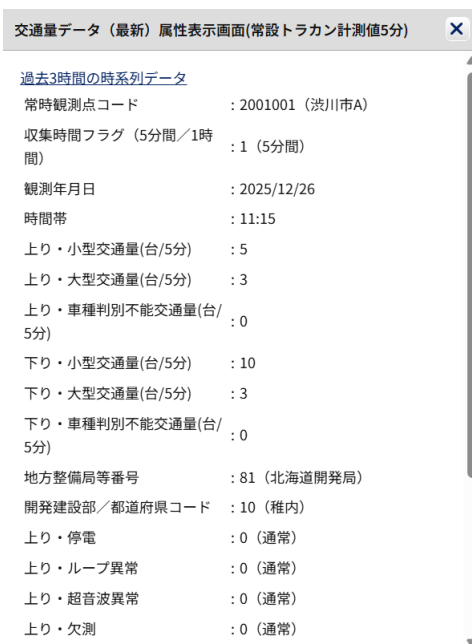 交通量データ（最新）属性表示画面(常設トラカン計測値5分)
過去3時間の時系列データ
常時観測点コード : 2001001（渋川市A）
収集時間フラグ（5分間／1時
間） : 1（5分間）
観測年月日 : 2025/12/26
時間帯 : 11:15
上り・小型交通量(台/5分) : 5
上り・大型交通量(台/5分) : 3
上り・車種判別不能交通量(台/
5分) : 0
下り・小型交通量(台/5分) : 10
下り・大型交通量(台/5分) : 3
下り・車種判別不能交通量(台/
5分) : 0
地方整備局等番号 : 81（北海道開発局）
開発建設部／都道府県コード : 10（稚内）
上り・停電 : 0（通常）
上り・ループ異常 : 0（通常）
上り・超音波異常 : 0（通常）
上り・欠測 : 0（通常）